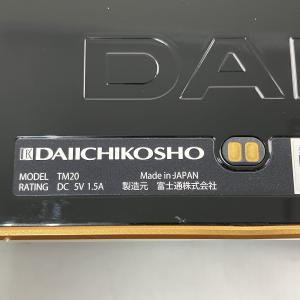 DAI
DAIICHIKOSHO
MODEL TM20 Made in JAPAN
RATING DC 5V 1.5A 製造元 富士通株式会社